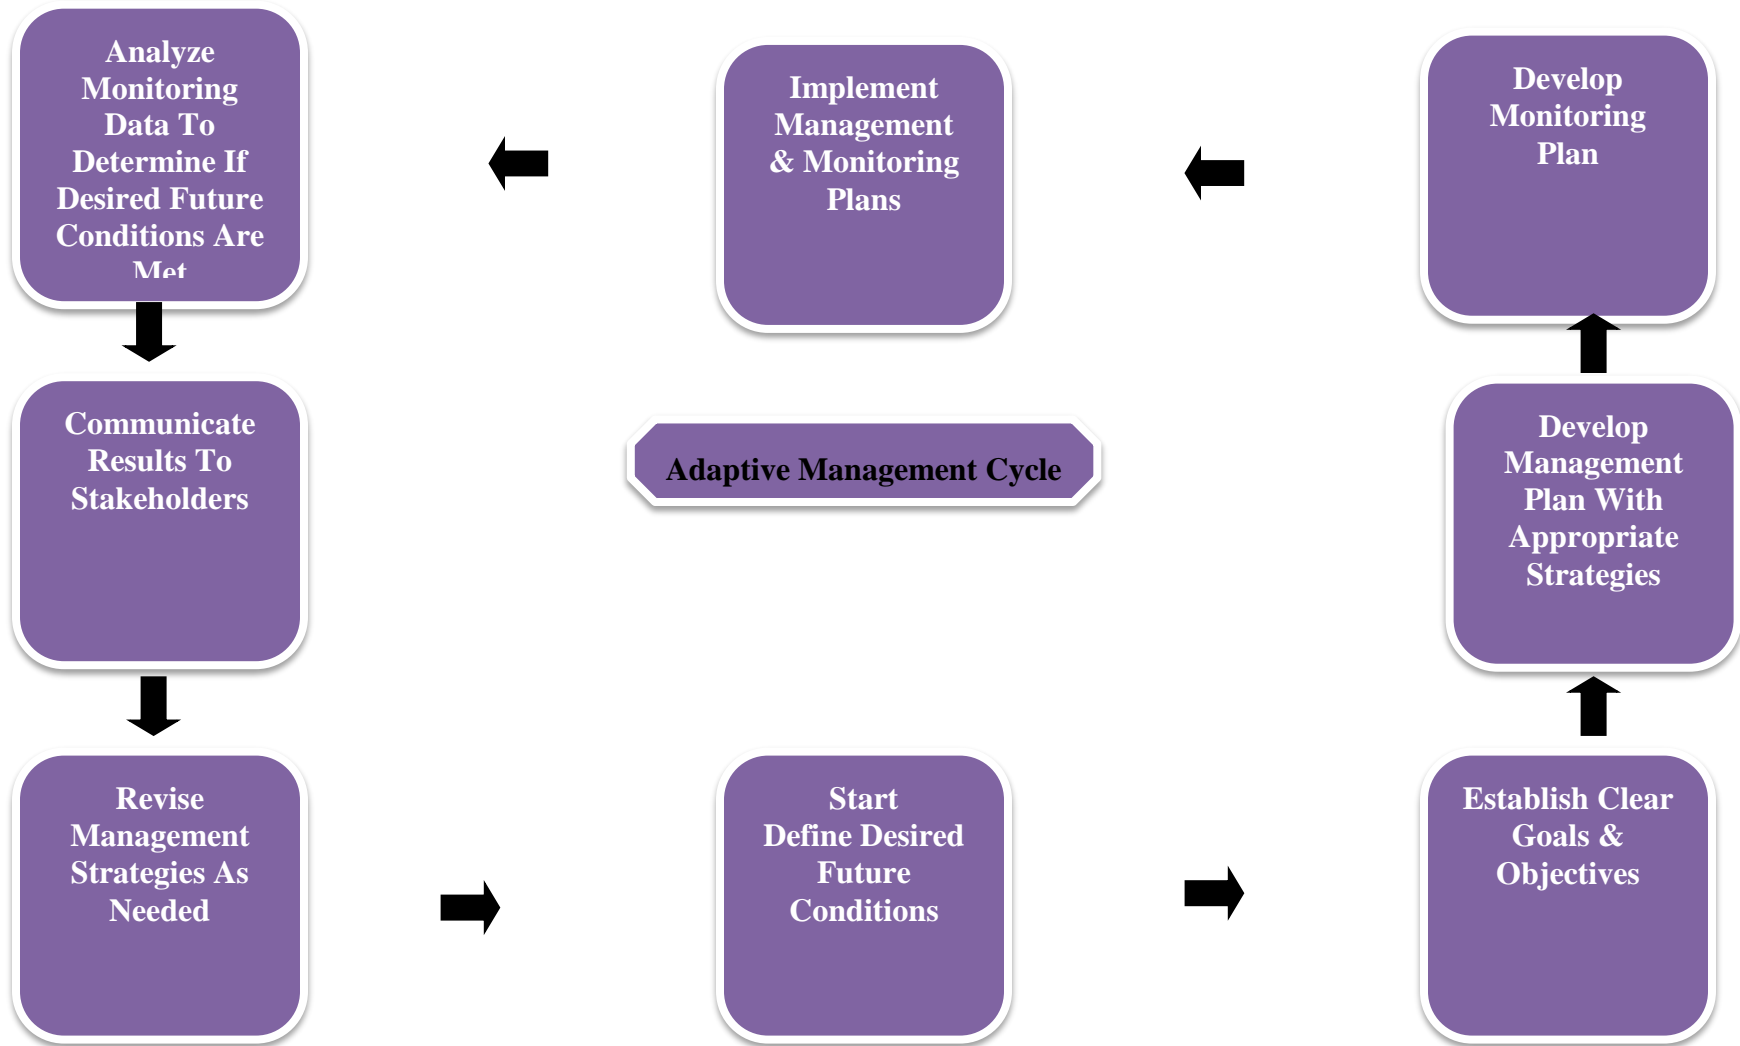 Analyze
Monitoring
Data To
Determine If
Desired Future
Conditions Are
Met
Implement
Management
& Monitoring
Plans
Develop
Monitoring
Plan
Communicate
Results To
Stakeholders
Adaptive Management Cycle
Develop
Management
Plan With
Appropriate
Strategies
Revise
Management
Strategies As
Needed
Start
Define Desired
Future
Conditions
Establish Clear
Goals &
Objectives